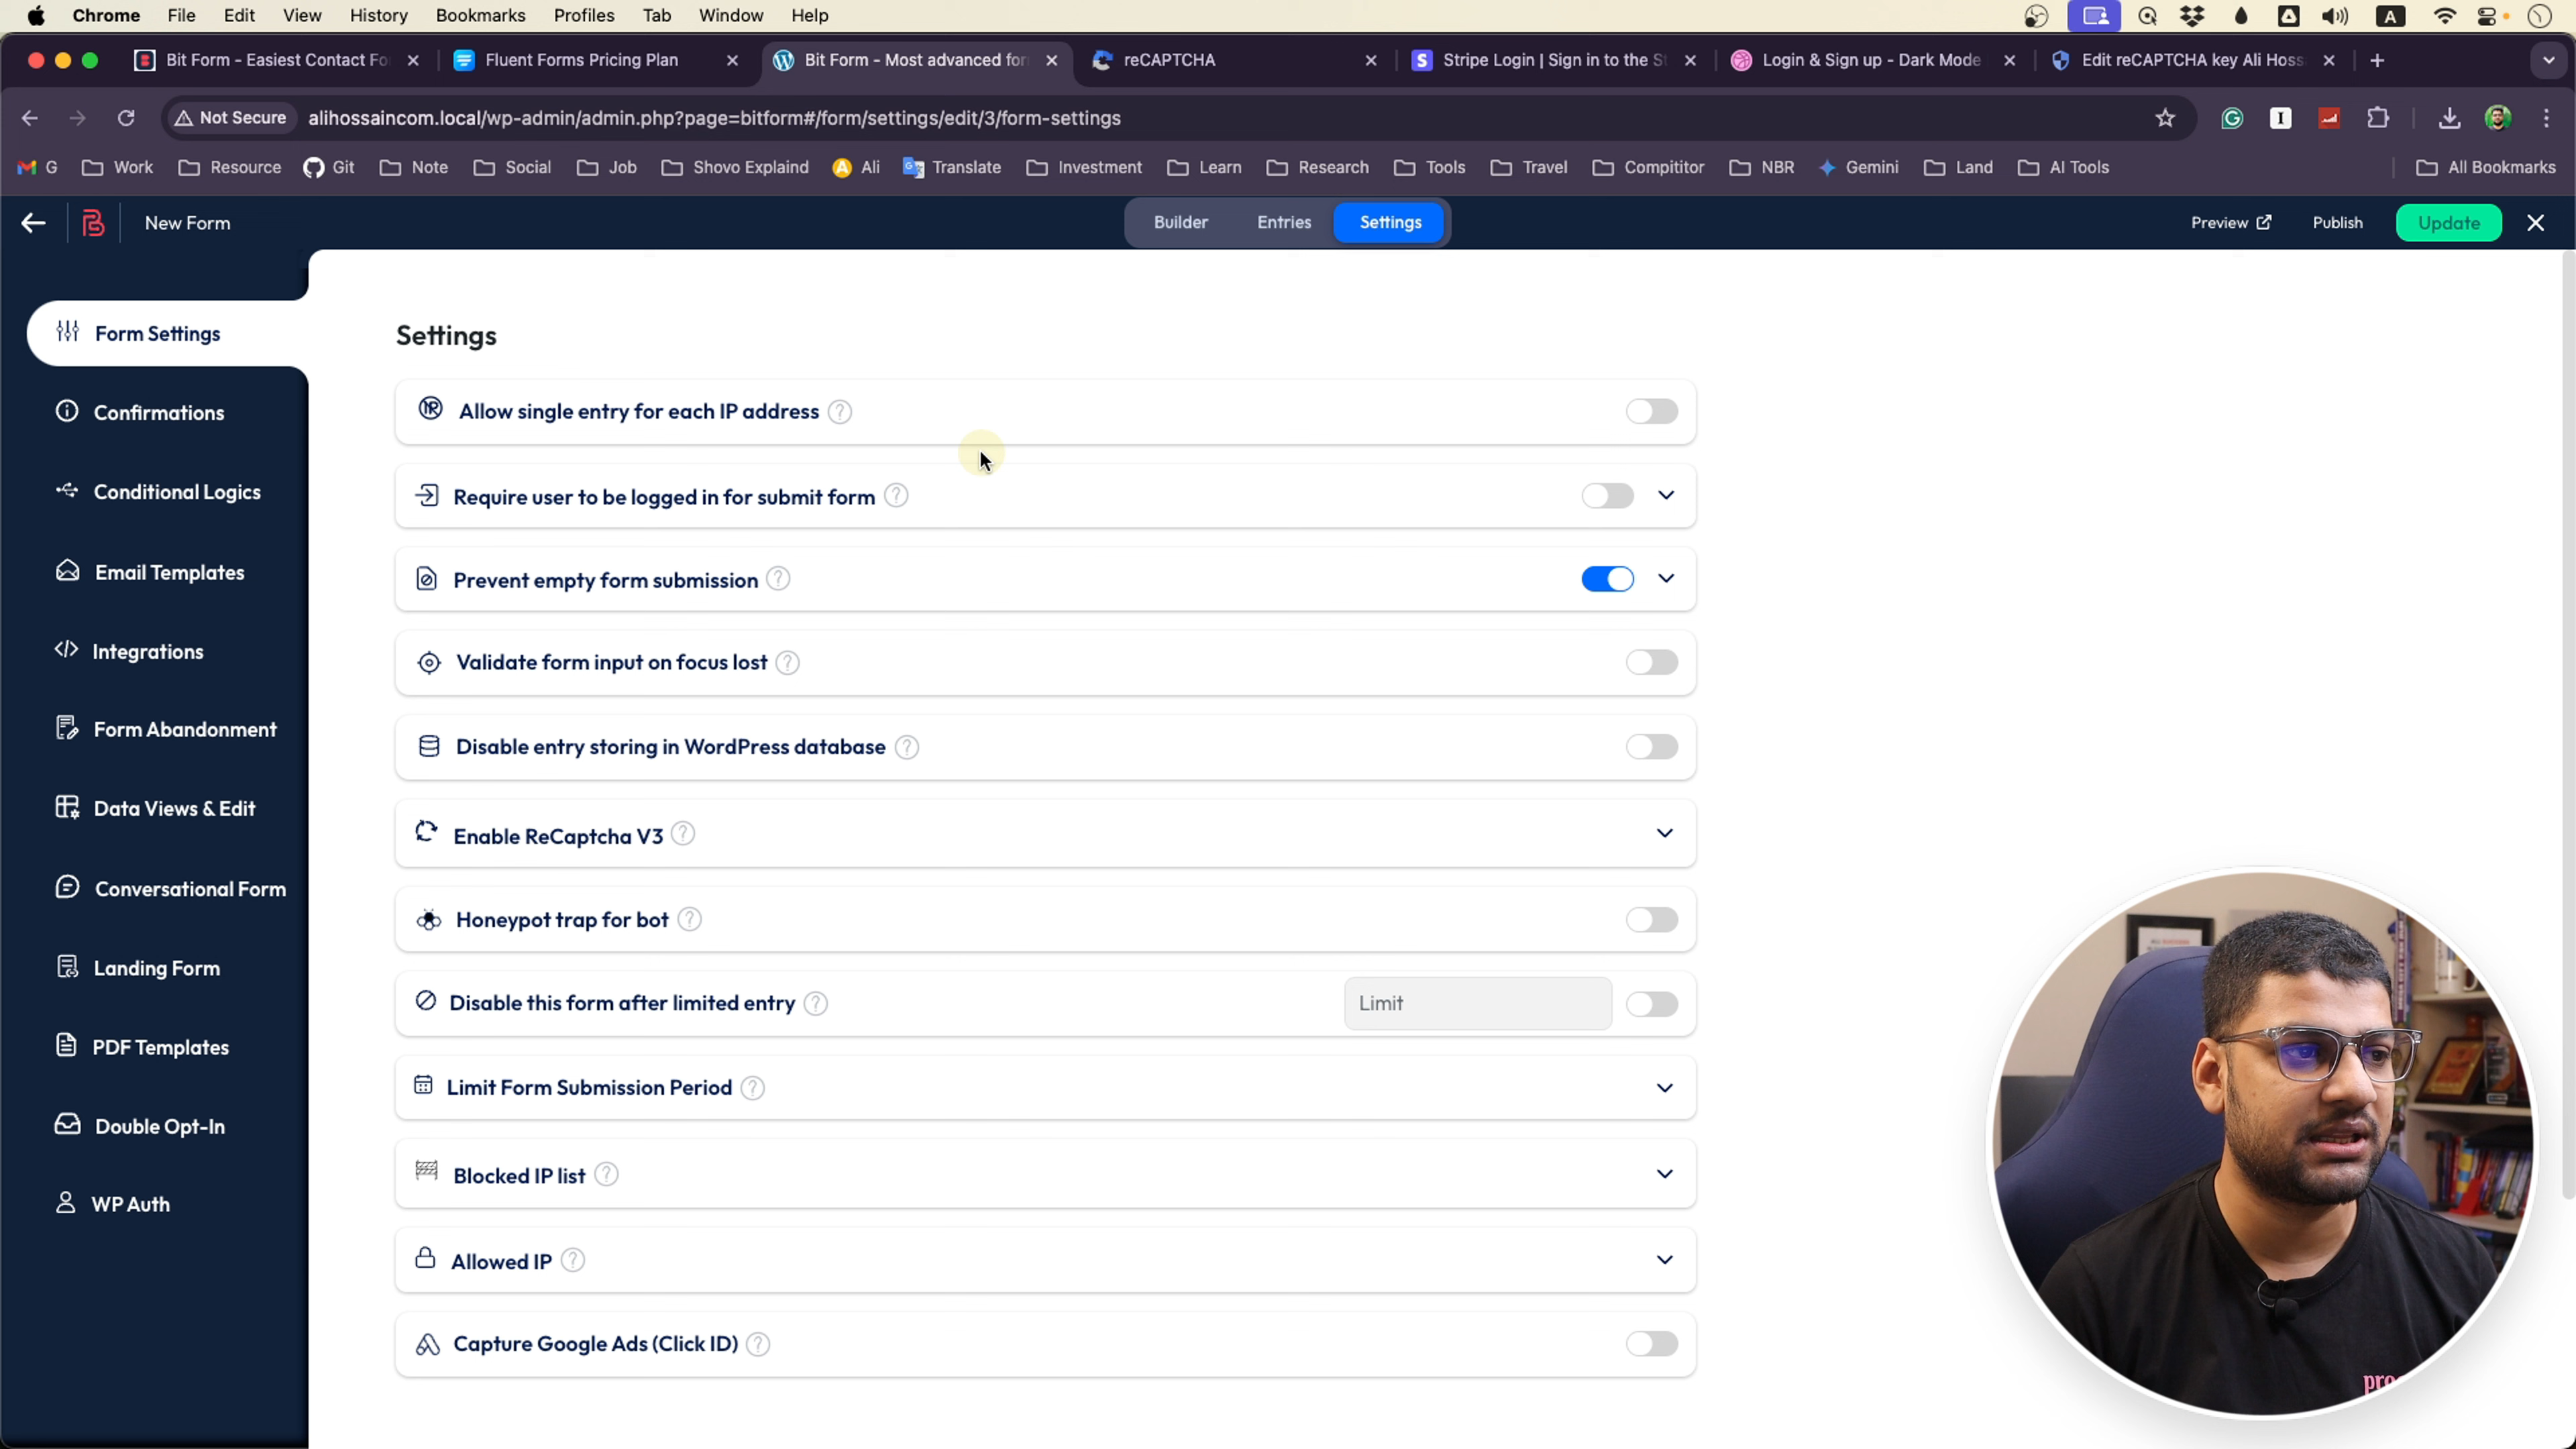 Chrome File Edit View History Bookmarks Profiles Tab Window Help
A
Bit Form - Easiest Contact Fo
Fluent Forms Pricing Plan
Bit Form - Most advanced for
reCAPTCHA
Stripe Login | Sign in to the S
Login & Sign up - Dark Mode
Edit reCAPTCHA key Ali Hoss
Not Secure alihossaincom.local/wp-admin/admin.php?page=bitform#/form/settings/edit/3/form-settings
G Work Resource Git Note Social Job Shovo Explaind Ali Translate Investment Learn Research Tools Travel Compititor NBR Gemini Land AI Tools All Bookmarks
New Form
Builder Entries Settings
Preview Publish Update
Form Settings
Confirmations
Conditional Logics
Email Templates
Integrations
Form Abandonment
Data Views & Edit
Conversational Form
Landing Form
PDF Templates
Double Opt-In
WP Auth
Settings
Allow single entry for each IP address
Require user to be logged in for submit form
Prevent empty form submission
Validate form input on focus lost
Disable entry storing in WordPress database
Enable ReCaptcha V3
Honeypot trap for bot
Disable this form after limited entry
Limit
Limit Form Submission Period
Blocked IP list
Allowed IP
Capture Google Ads (Click ID)